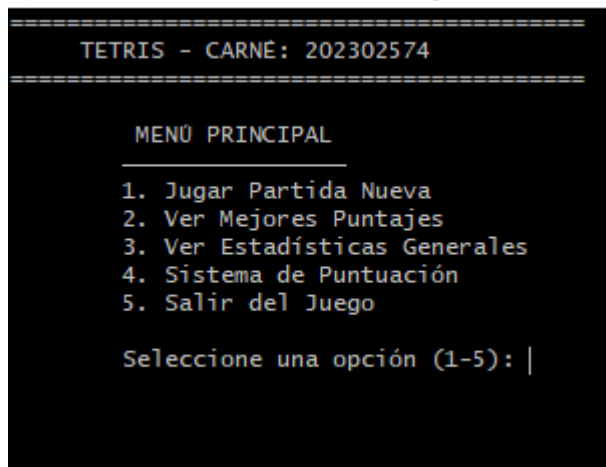 =========================================
TETRIS - CARNÉ: 202302574
=========================================
MENÚ PRINCIPAL
________________
1. Jugar Partida Nueva
2. Ver Mejores Puntajes
3. Ver Estadísticas Generales
4. Sistema de Puntuación
5. Salir del Juego
Seleccione una opción (1-5): |